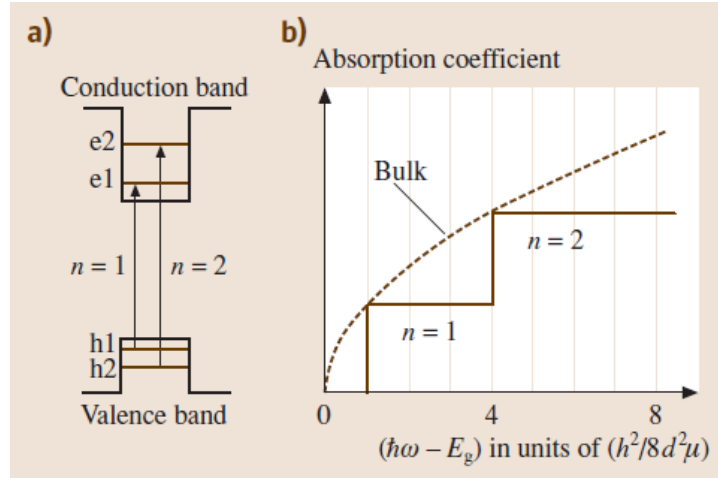 a)
Conduction band
e2
e1
n = 1
n = 2
h1
h2
Valence band
b)
Absorption coefficient
Bulk
n = 2
n = 1
0 4 8
(ℏω – E_g) in units of (h²/8d²μ)